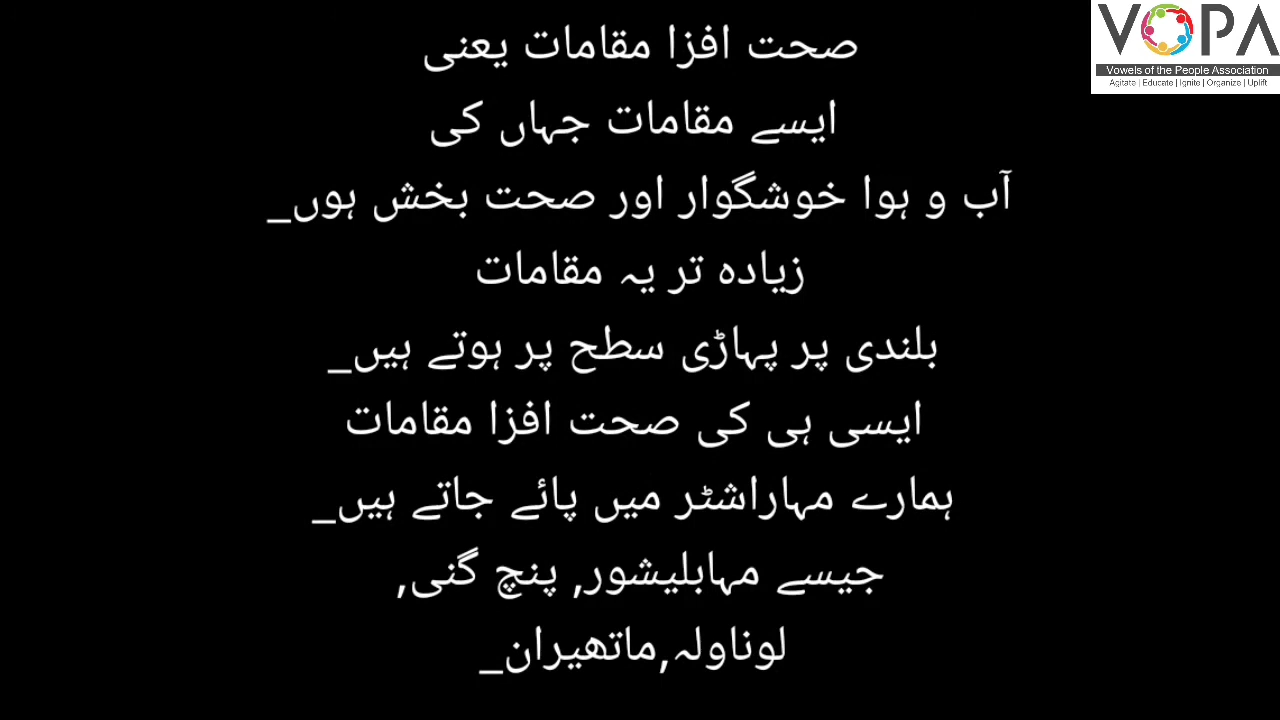 صحت افزا مقامات یعنی
ایسے مقامات جہاں کی
آب و ہوا خوشگوار اور صحت بخش ہوں_
زیادہ تر یہ مقامات
بلندی پر پہاڑی سطح پر ہوتے ہیں_
ایسی ہی کی صحت افزا مقامات
ہمارے مہاراشٹر میں پائے جاتے ہیں_
جیسے مہابلیشور, پنچ گنی,
لوناولہ,ماتھیران_
VOPA
Vowels of the People Association
Agitate | Educate | Ignite | Organize | Uplift